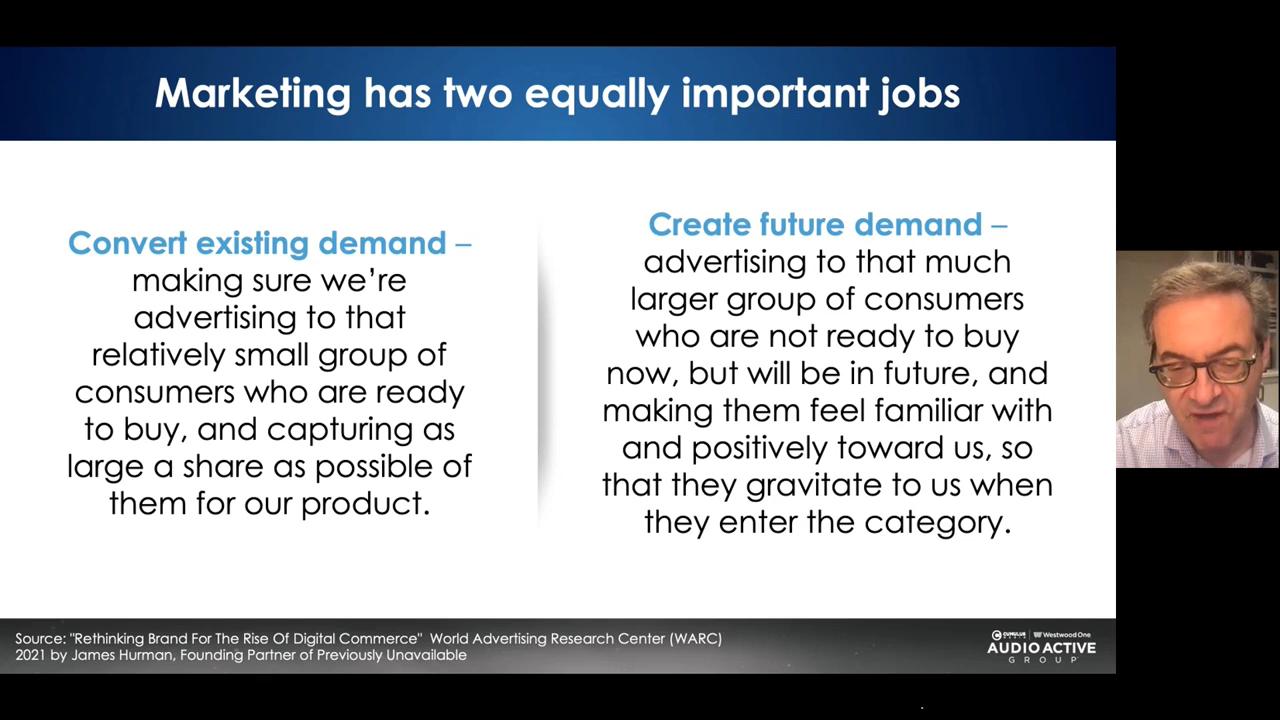 Marketing has two equally important jobs
Convert existing demand –
making sure we’re
advertising to that
relatively small group of
consumers who are ready
to buy, and capturing as
large a share as possible of
them for our product.
Create future demand –
advertising to that much
larger group of consumers
who are not ready to buy
now, but will be in future, and
making them feel familiar with
and positively toward us, so
that they gravitate to us when
they enter the category.
Source: "Rethinking Brand For The Rise Of Digital Commerce" World Advertising Research Center (WARC)
2021 by James Hurman, Founding Partner of Previously Unavailable
CUMULUS MEDIA | Westwood One
AUDIO ACTIVE
GROUP